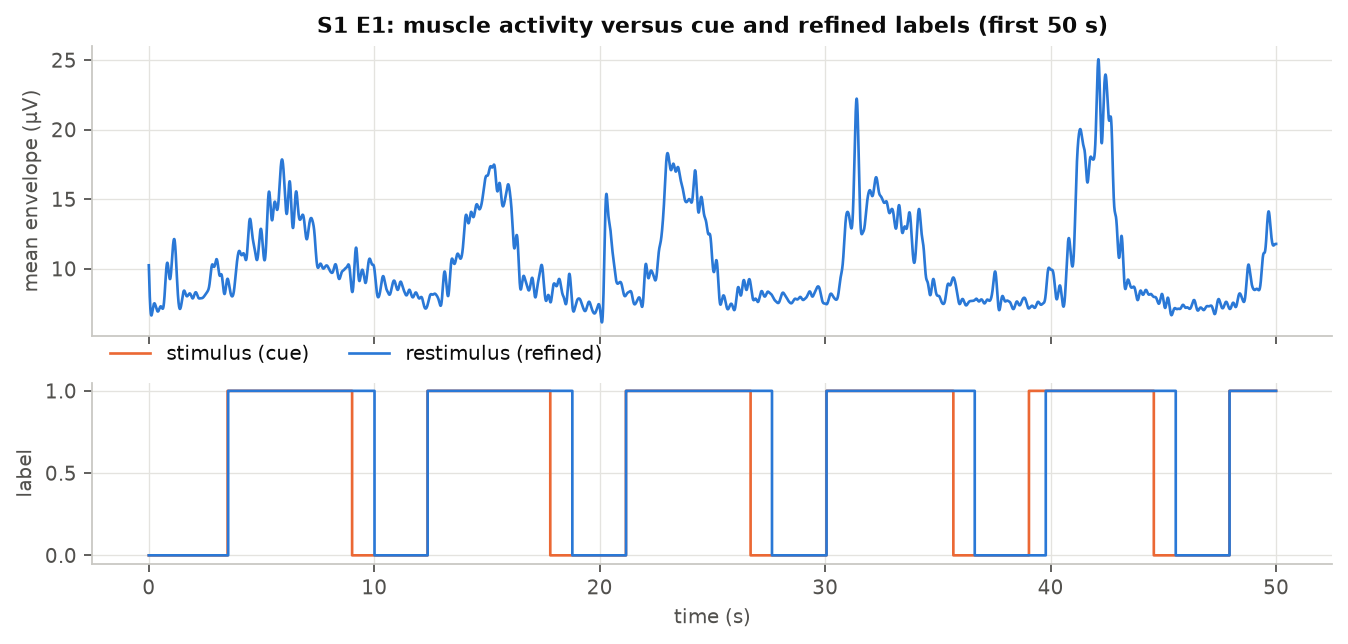 S1 E1: muscle activity versus cue and refined labels (first 50 s)
mean envelope (µV)
25
20
15
10
stimulus (cue)
restimulus (refined)
label
1.0
0.5
0.0
0 10 20 30 40 50
time (s)